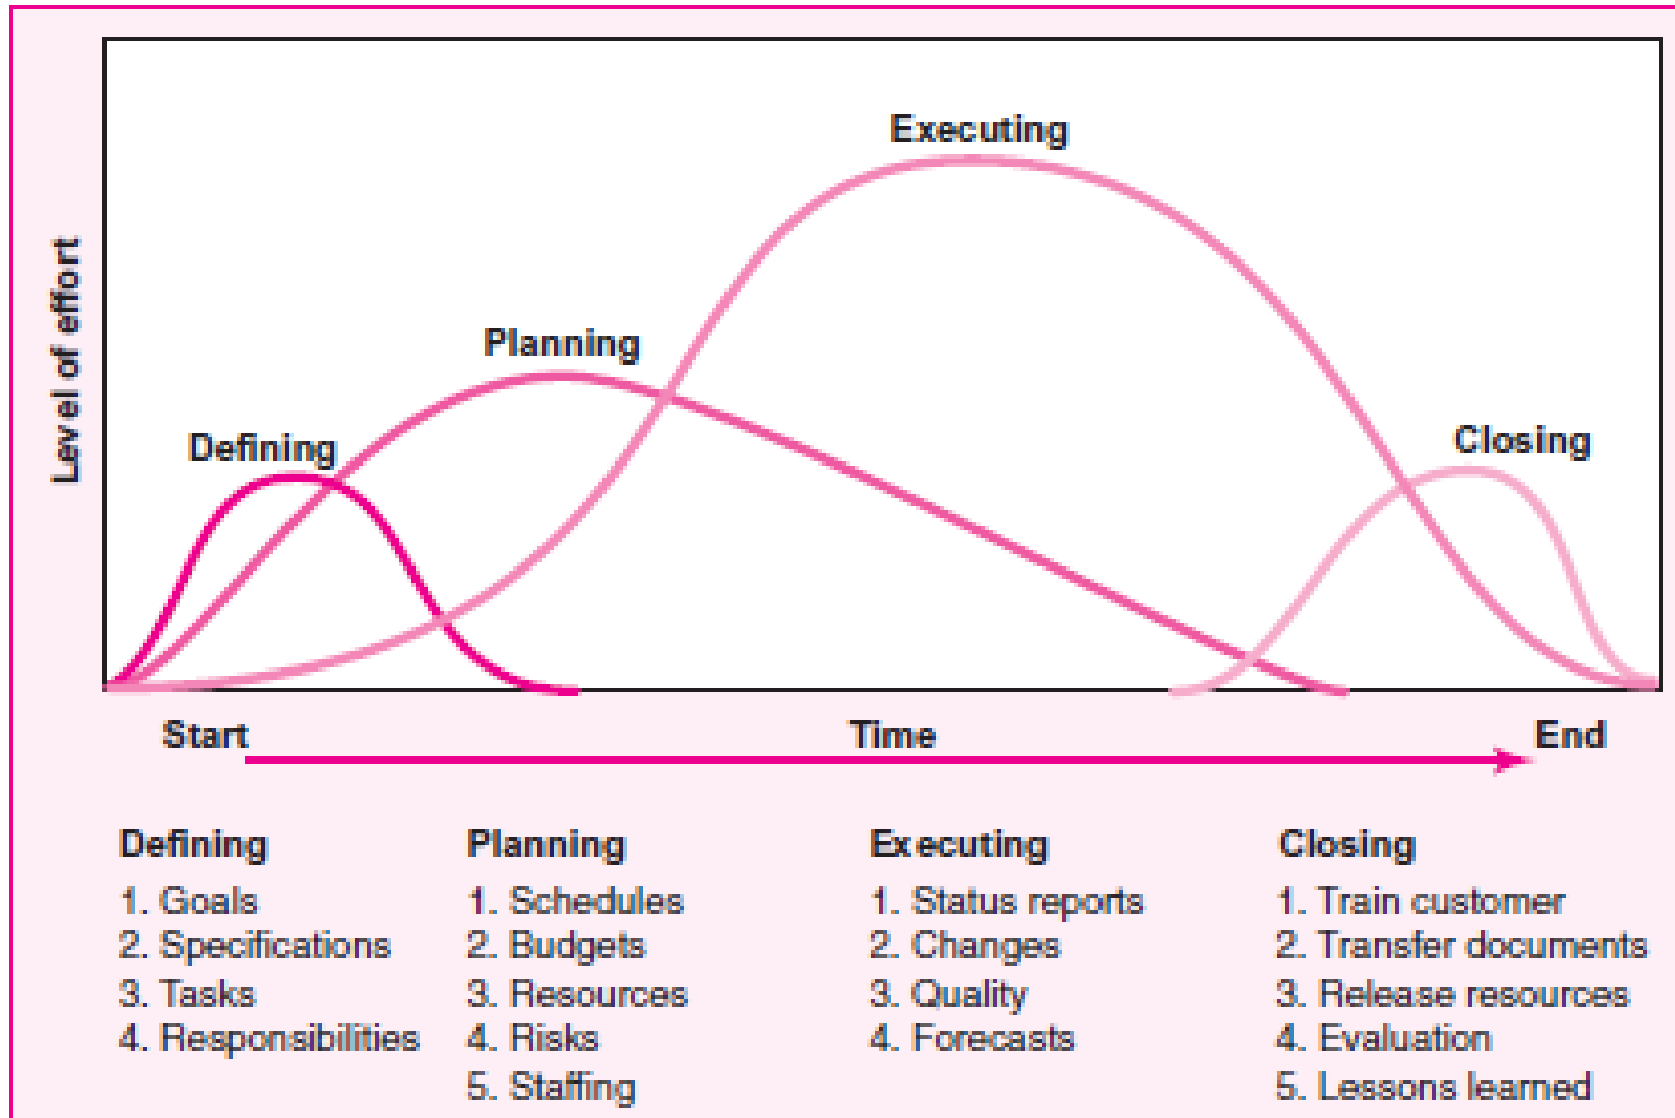 Executing
Planning
Defining
Closing
Level of effort
Start
Time
End
Defining
1. Goals
2. Specifications
3. Tasks
4. Responsibilities
Planning
1. Schedules
2. Budgets
3. Resources
4. Risks
5. Staffing
Executing
1. Status reports
2. Changes
3. Quality
4. Forecasts
Closing
1. Train customer
2. Transfer documents
3. Release resources
4. Evaluation
5. Lessons learned